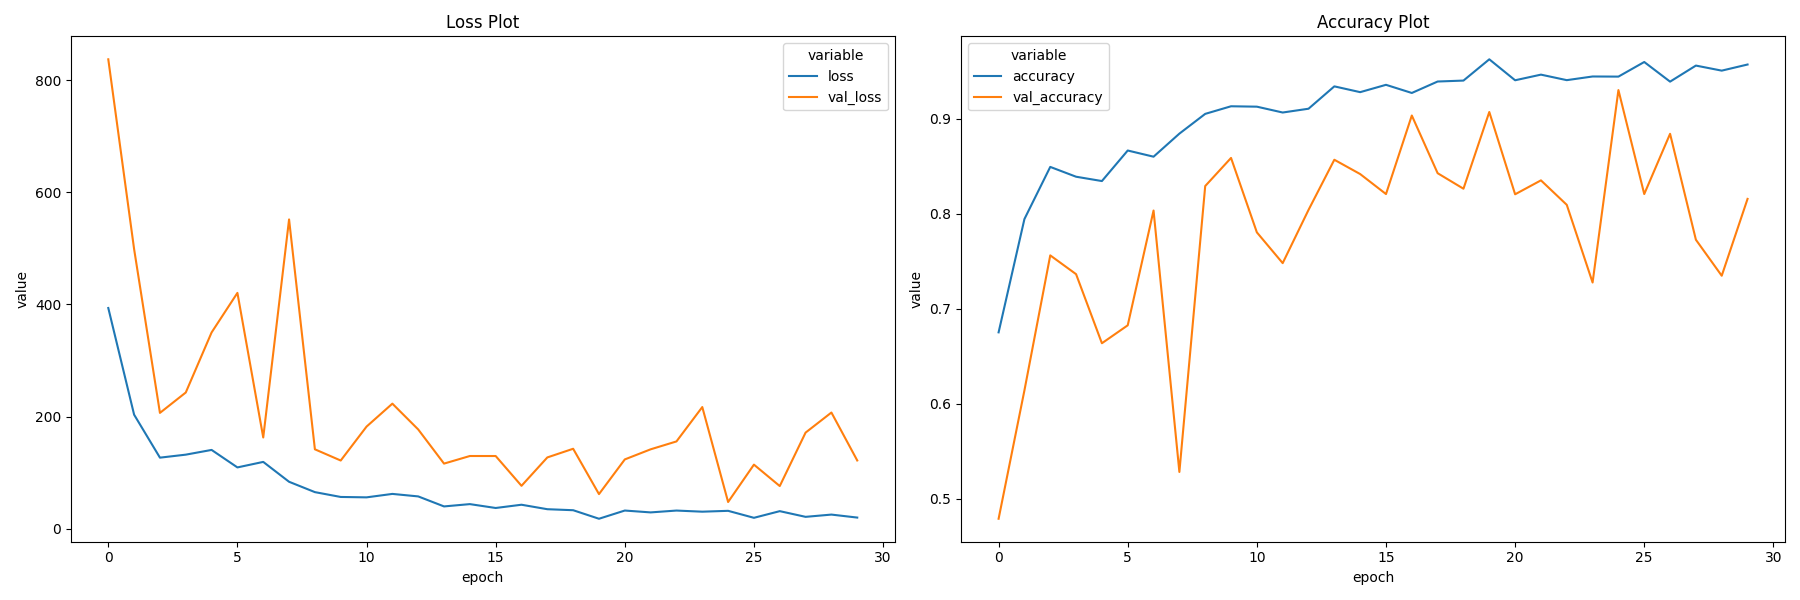 Loss Plot
variable
loss
val_loss
800
600
400
200
0
value
0 5 10 15 20 25 30
epoch
Accuracy Plot
variable
accuracy
val_accuracy
0.9
0.8
0.7
0.6
0.5
value
0 5 10 15 20 25 30
epoch